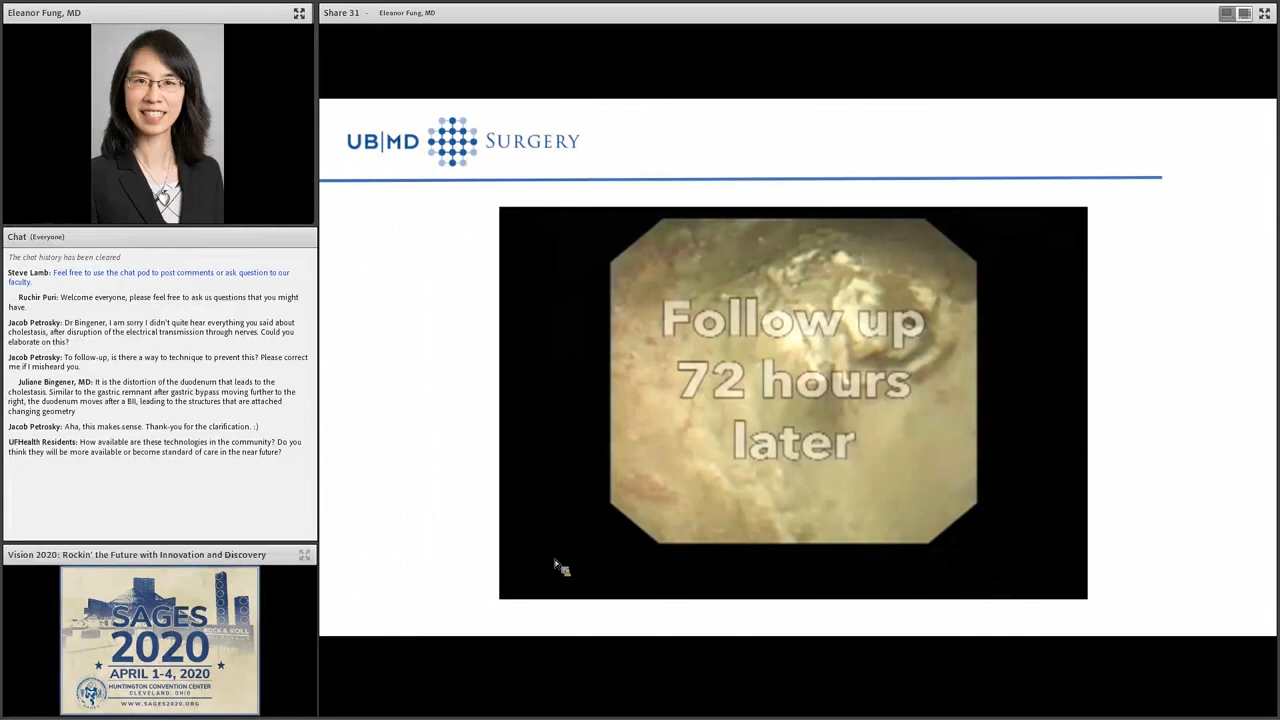 Eleanor Fung, MD
Share 31 - Eleanor Fung, MD
UB|MD SURGERY
Follow up
72 hours
later
Chat (Everyone)
The chat history has been cleared
Steve Lamb: Feel free to use the chat pod to post comments or ask question to our
faculty.
Ruchir Puri: Welcome everyone, please feel free to ask us questions that you might
have.
Jacob Petrosky: Dr Bingener, I am sorry I didn't quite hear everything you said about
cholestasis, after disruption of the electrical transmission through nerves. Could you
elaborate on this?
Jacob Petrosky: To follow-up, is there a way to technique to prevent this? Please correct
me if I misheard you.
Juliane Bingener, MD: It is the distortion of the duodenum that leads to the
cholestasis. Similar to the gastric remnant after gastric bypass moving further to the
right, the duodenum moves after a BII, leading to the structures that are attached
changing geometry
Jacob Petrosky: Aha, this makes sense. Thank-you for the clarification. :)
UFHealth Residents: How available are these technologies in the community? Do you
think they will be more available or become standard of care in the near future?
Vision 2020: Rockin' the Future with Innovation and Discovery
SAGES
ROCK & ROLL
2020
APRIL 1-4, 2020
HUNTINGTON CONVENTION CENTER
CLEVELAND, OHIO
WWW.SAGES2020.ORG